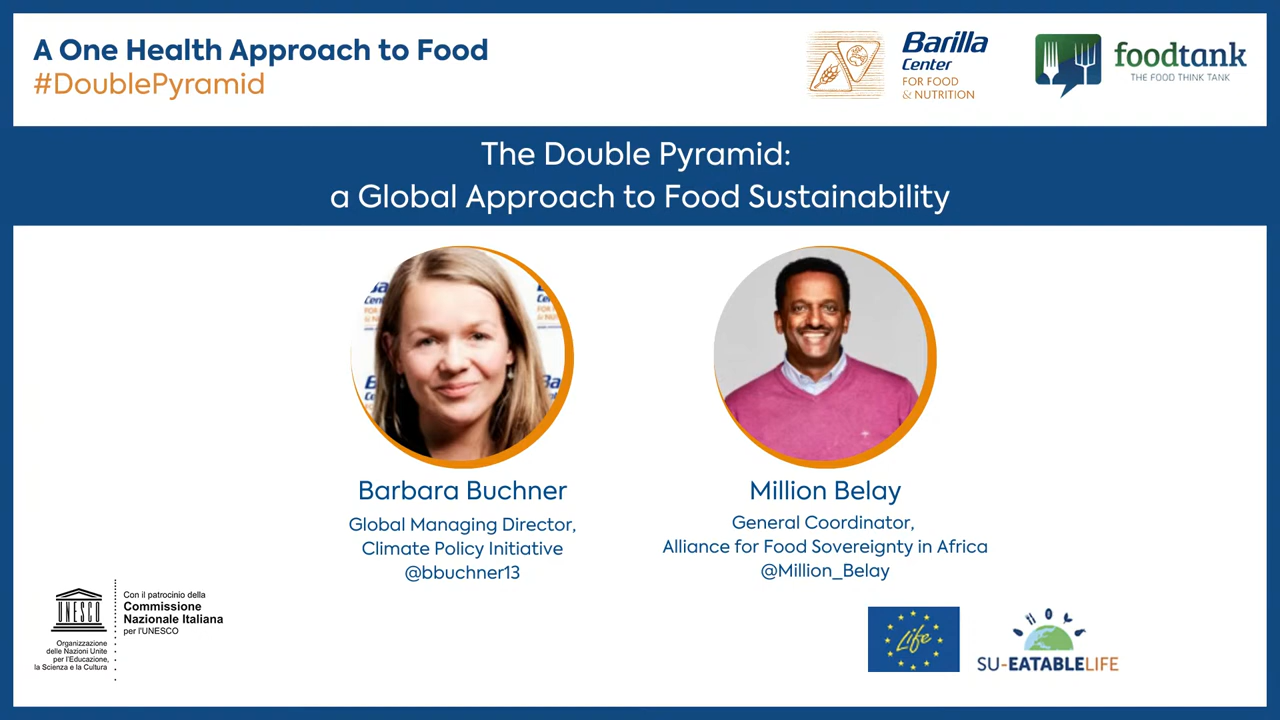 A One Health Approach to Food
#DoublePyramid
Barilla
Center
FOR FOOD
& NUTRITION
foodtank
THE FOOD THINK TANK
The Double Pyramid:
a Global Approach to Food Sustainability
Barbara Buchner
Global Managing Director,
Climate Policy Initiative
@bbuchner13
Million Belay
General Coordinator,
Alliance for Food Sovereignty in Africa
@Million_Belay
UNESCO
Organizzazione
delle Nazioni Unite
per l'Educazione,
la Scienza e la Cultura
Con il patrocinio della
Commissione
Nazionale Italiana
per l'UNESCO
Life
SU-EATABLELIFE